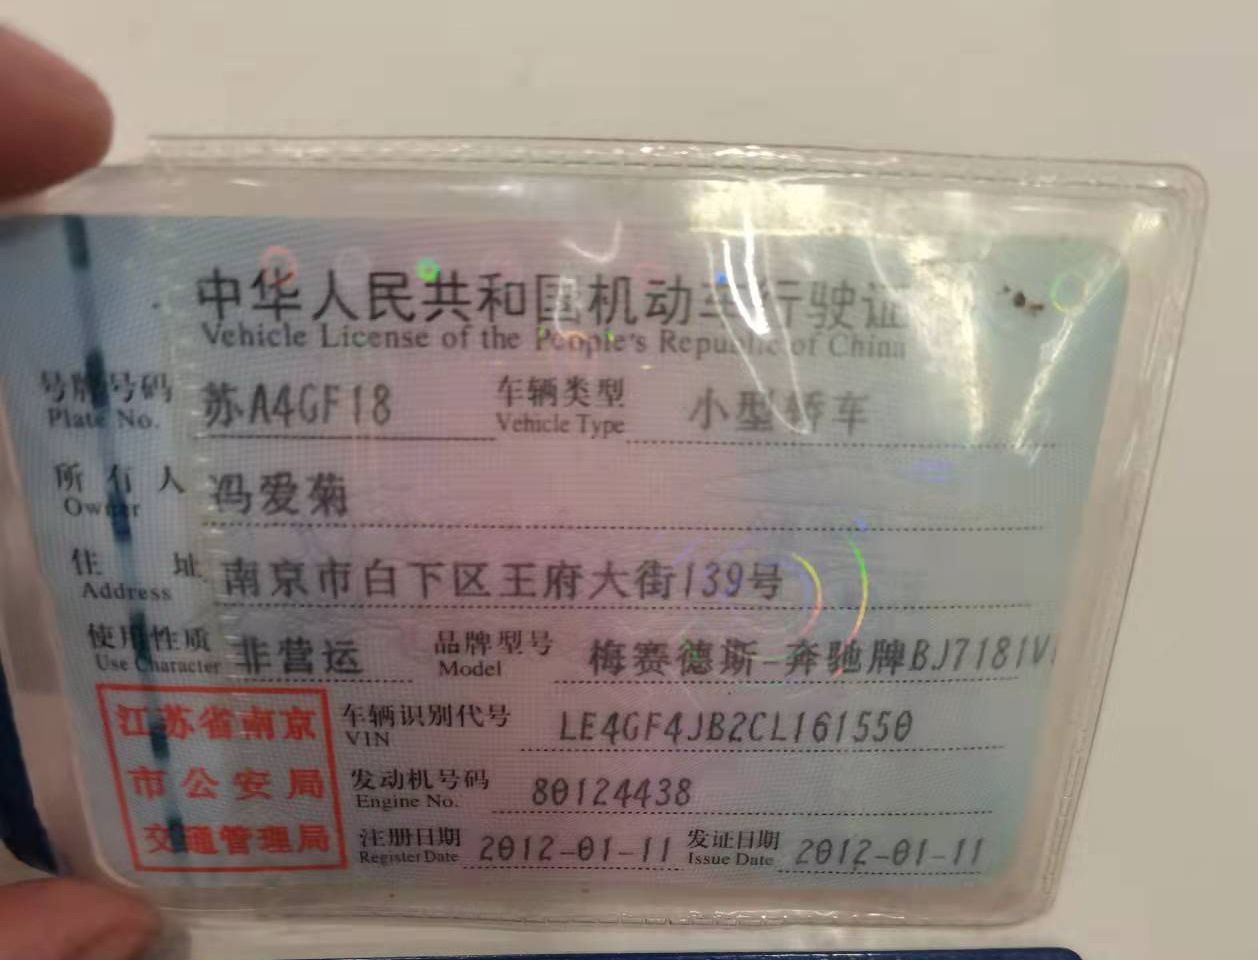 中华人民共和国机动车行驶证
Vehicle License of the People's Republic of China
号牌号码 苏A4GF18 车辆类型 小型轿车
Plate No. Vehicle Type
所有人 冯爱菊
Owner
住址 南京市白下区王府大街139号
Address
使用性质 非营运 品牌型号 梅赛德斯-奔驰牌BJ7181V
Use Character Model
江苏省南京
市公安局
交通管理局
车辆识别代号 LE4GF4JB2CL161550
VIN
发动机号码 80124438
Engine No.
注册日期 2012-01-11 发证日期 2012-01-11
Register Date Issue Date